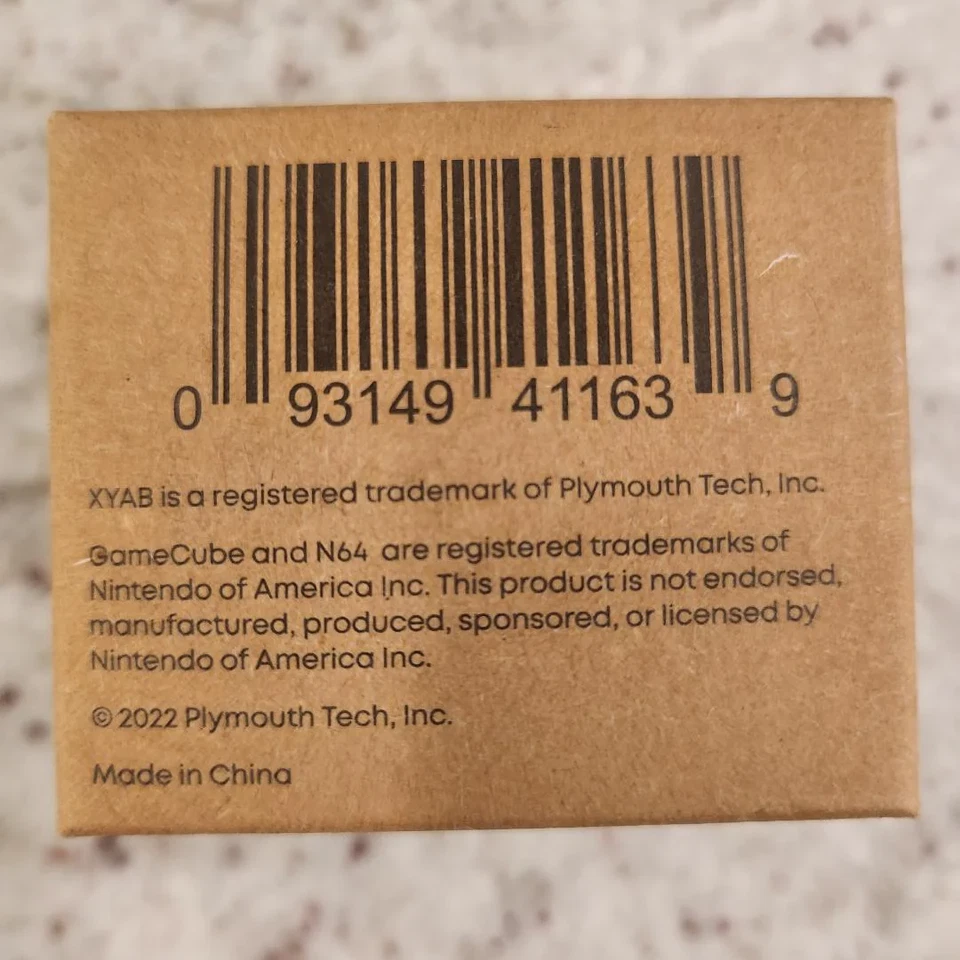 0 93149 41163 9
XYAB is a registered trademark of Plymouth Tech, Inc.
GameCube and N64 are registered trademarks of
Nintendo of America Inc. This product is not endorsed,
manufactured, produced, sponsored, or licensed by
Nintendo of America Inc.
© 2022 Plymouth Tech, Inc.
Made in China